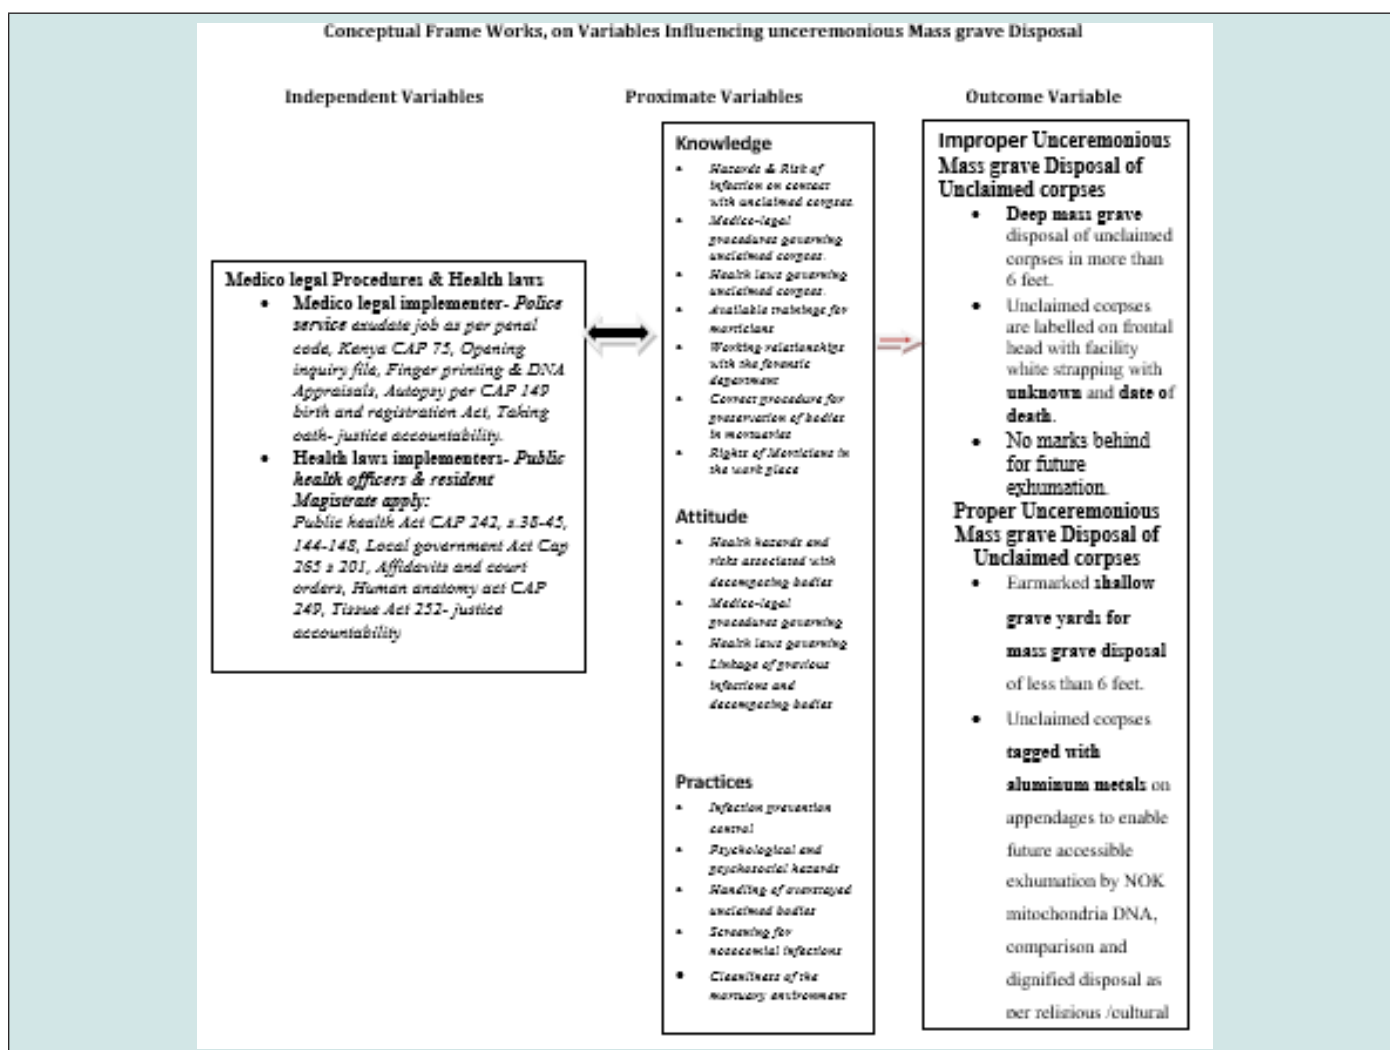 Conceptual Frame Works, on Variables Influencing unceremonious Mass grave Disposal
Independent Variables
Proximate Variables
Outcome Variable
Medico legal Procedures & Health laws
• Medico legal implementer- Police
service exudate job as per penal
code, Kenya CAP 75, Opening
inquiry file, Finger printing & DNA
Appraisals, Autopsy per CAP 149
birth and registration Act, Taking
oath- justice accountability.
• Health laws implementers- Public
health officers & resident
Magistrate apply:
Public health Act CAP 242, s.38-45,
144-148, Local government Act Cap
265 s 201, Affidavits and court
orders, Human anatomy act CAP
249, Tissue Act 252- justice
accountability
Knowledge
• Hazards & Risk of
infection on contact
with unclaimed corpses.
• Medico-legal
procedures governing
unclaimed corpses.
• Health laws governing
unclaimed corpses.
• Available trainings for
morticians
• Working relationships
with the forensic
department
• Correct procedure for
preservation of bodies
in mortuaries
• Rights of Morticians in
the work place
Attitude
• Health hazards and
risks associated with
decomposing bodies
• Medico-legal
procedures governing
• Health laws governing
• Linkage of previous
infections and
decomposing bodies
Practices
• Infection prevention
control
• Psychological and
psychosocial hazards
• Handling of overstayed
unclaimed bodies
• Screening for
nosocomial infections
• Cleanliness of the
mortuary environment
Improper Unceremonious
Mass grave Disposal of
Unclaimed corpses
• Deep mass grave
disposal of unclaimed
corpses in more than
6 feet.
• Unclaimed corpses
are labelled on frontal
head with facility
white strapping with
unknown and date of
death.
• No marks behind
for future
exhumation.
Proper Unceremonious
Mass grave Disposal of
Unclaimed corpses
• Earmarked shallow
grave yards for
mass grave disposal
of less than 6 feet.
• Unclaimed corpses
tagged with
aluminum metals on
appendages to enable
future accessible
exhumation by NOK
mitochondria DNA,
comparison and
dignified disposal as
per religious /cultural